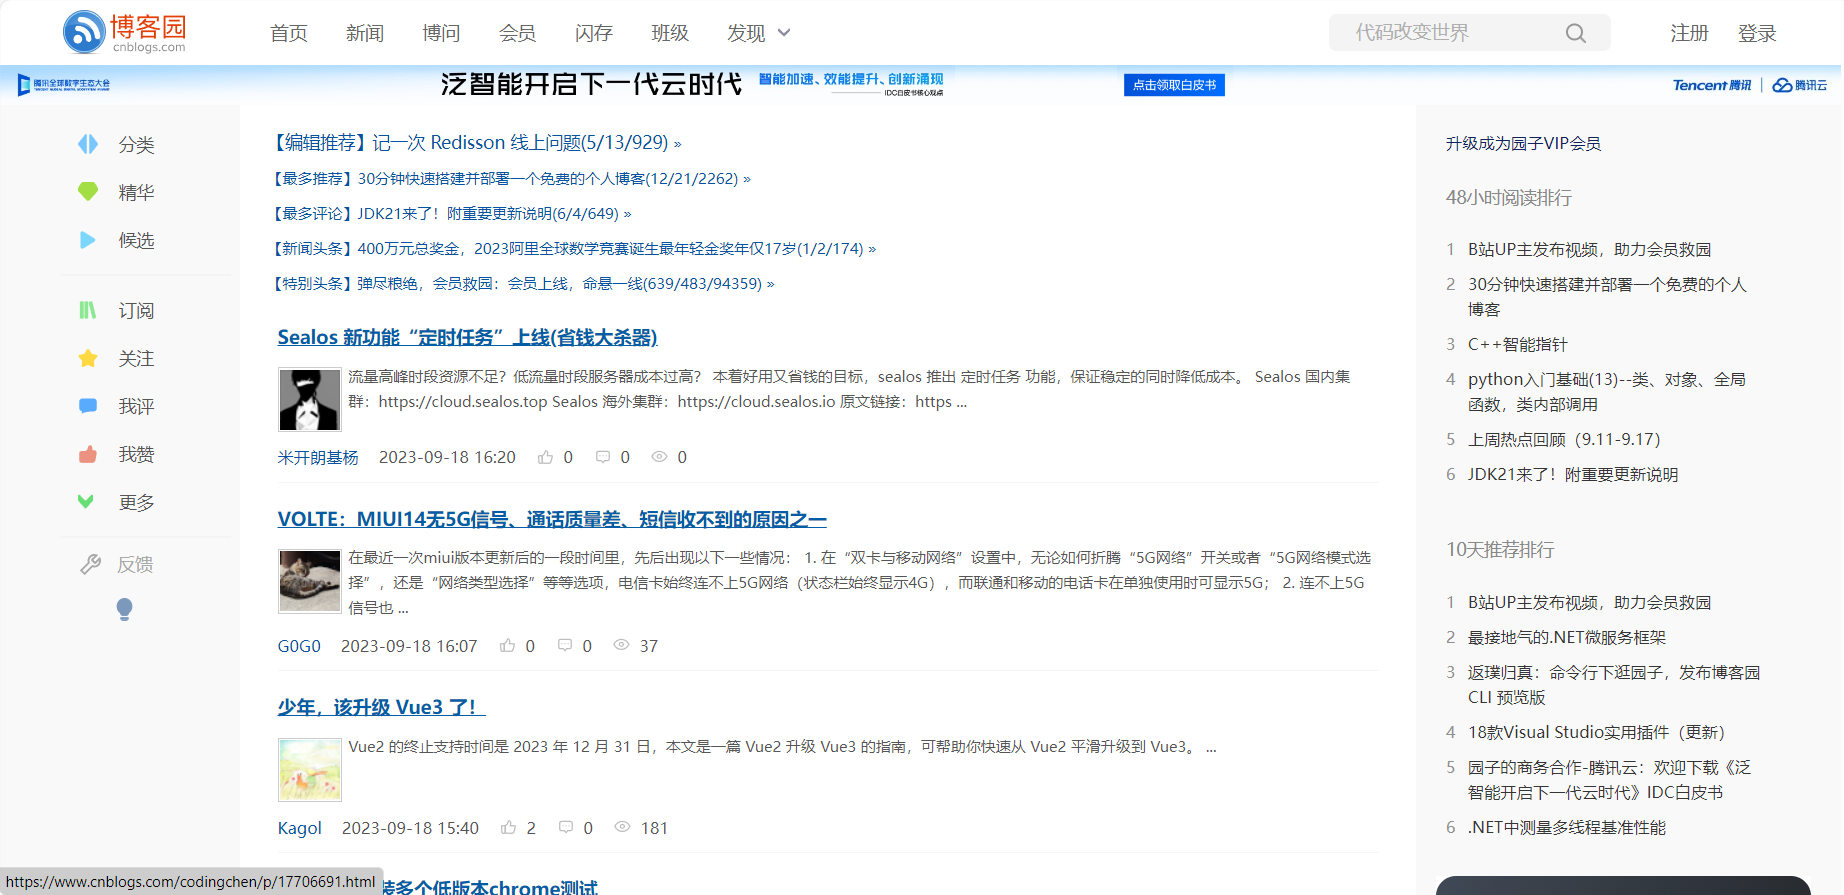 博客园
cnblogs.com
首页 新闻 博问 会员 闪存 班级 发现
代码改变世界
注册 登录
腾讯全球数字生态大会
泛智能开启下一代云时代
智能加速、效能提升、创新涌现
IDC白皮书核心观点
点击领取白皮书
Tencent 腾讯 | 腾讯云
分类
精华
候选
订阅
关注
我评
我赞
更多
反馈
【编辑推荐】记一次 Redisson 线上问题(5/13/929) »
【最多推荐】30分钟快速搭建并部署一个免费的个人博客(12/21/2262) »
【最多评论】JDK21来了！附重要更新说明(6/4/649) »
【新闻头条】400万元总奖金，2023阿里全球数学竞赛诞生最年轻金奖年仅17岁(1/2/174) »
【特别头条】弹尽粮绝，会员救园：会员上线，命悬一线(639/483/94359) »
Sealos 新功能“定时任务”上线(省钱大杀器)
流量高峰时段资源不足？低流量时段服务器成本过高？ 本着好用又省钱的目标，sealos 推出 定时任务 功能，保证稳定的同时降低成本。 Sealos 国内集
群：https://cloud.sealos.top Sealos 海外集群：https://cloud.sealos.io 原文链接：https ...
米开朗基杨 2023-09-18 16:20 0 0 0
VOLTE：MIUI14无5G信号、通话质量差、短信收不到的原因之一
在最近一次miui版本更新后的一段时间里，先后出现以下一些情况： 1. 在“双卡与移动网络”设置中，无论如何折腾“5G网络”开关或者“5G网络模式选
择”，还是“网络类型选择”等等选项，电信卡始终连不上5G网络（状态栏始终显示4G），而联通和移动的电话卡在单独使用时可显示5G； 2. 连不上5G
信号也 ...
G0G0 2023-09-18 16:07 0 0 37
少年，该升级 Vue3 了！
Vue2 的终止支持时间是 2023 年 12 月 31 日，本文是一篇 Vue2 升级 Vue3 的指南，可帮助你快速从 Vue2 平滑升级到 Vue3。 ...
Kagol 2023-09-18 15:40 2 0 181
装多个低版本chrome测试
https://www.cnblogs.com/codingchen/p/17706691.html
升级成为园子VIP会员
48小时阅读排行
1 B站UP主发布视频，助力会员救园
2 30分钟快速搭建并部署一个免费的个人
博客
3 C++智能指针
4 python入门基础(13)--类、对象、全局
函数，类内部调用
5 上周热点回顾（9.11-9.17）
6 JDK21来了！附重要更新说明
10天推荐排行
1 B站UP主发布视频，助力会员救园
2 最接地气的.NET微服务框架
3 返璞归真：命令行下逛园子，发布博客园
CLI 预览版
4 18款Visual Studio实用插件（更新）
5 园子的商务合作-腾讯云：欢迎下载《泛
智能开启下一代云时代》IDC白皮书
6 .NET中测量多线程基准性能